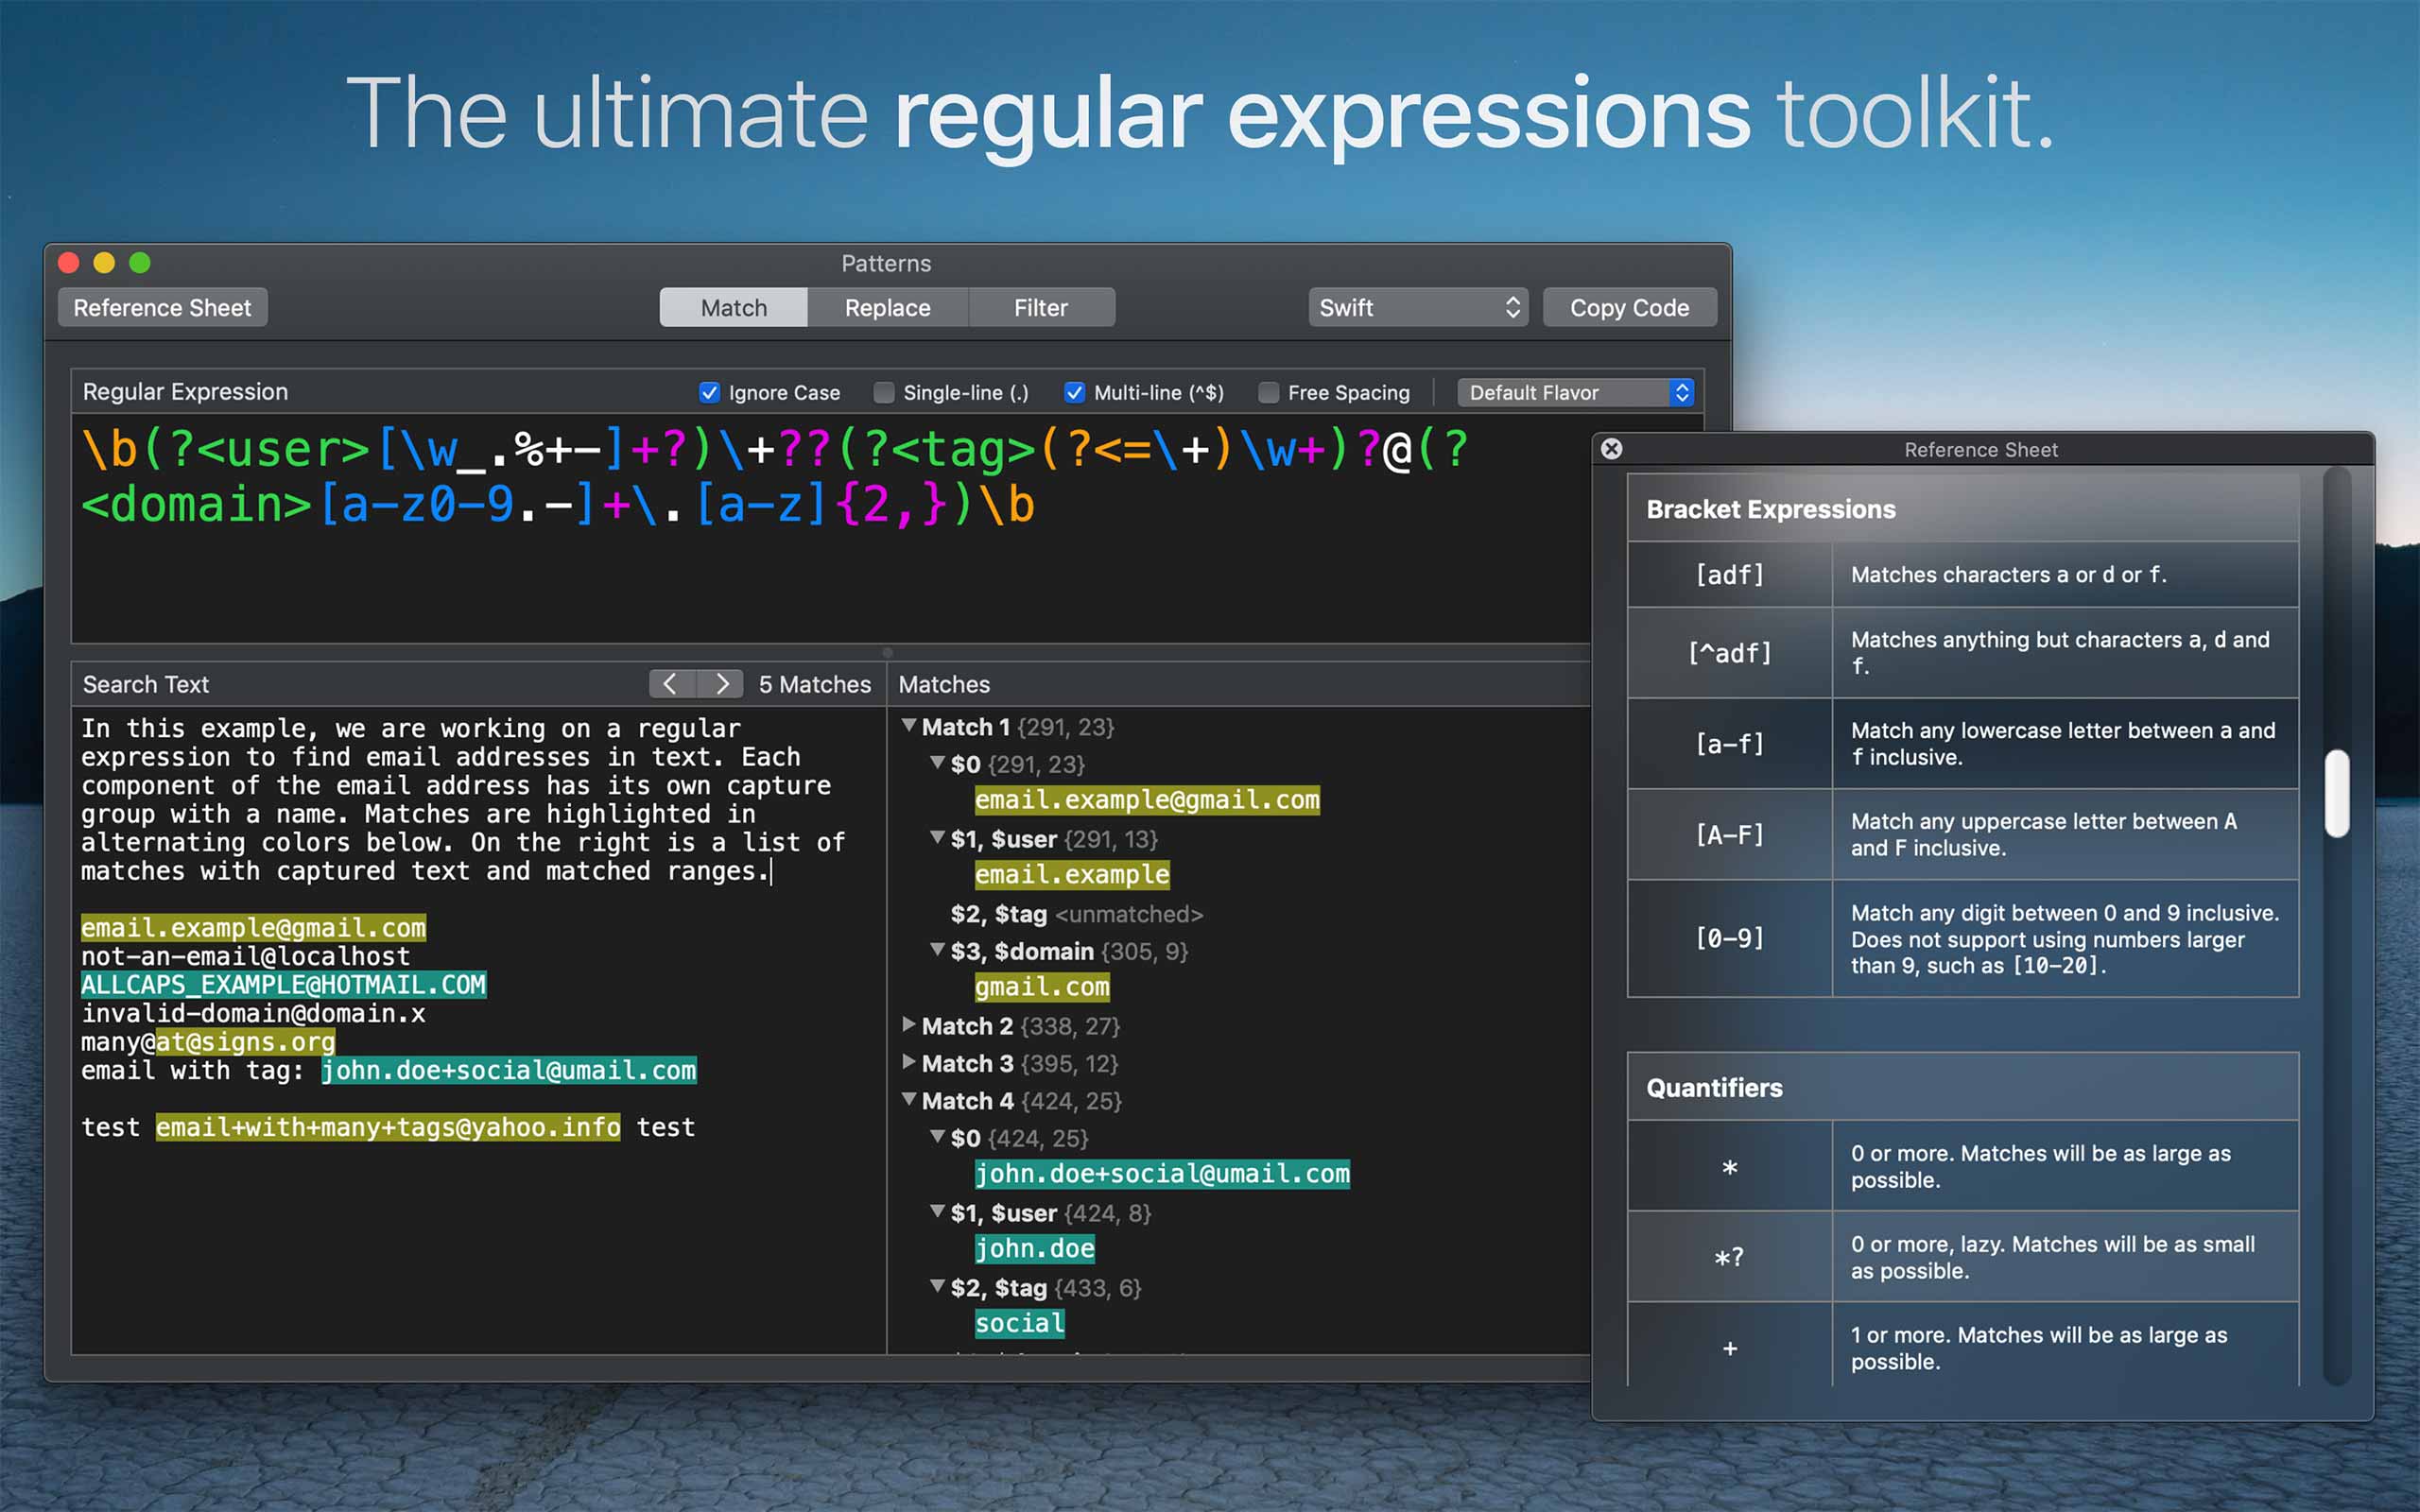 The ultimate regular expressions toolkit.
Patterns
Reference Sheet
Match
Replace
Filter
Swift
Copy Code
Regular Expression
Ignore Case
Single-line (.)
Multi-line (^$)
Free Spacing
Default Flavor
\b(?<user>[\w_.%+-]+?)\+??(?<tag>(?<=\+)\w+)?@(?
<domain>[a-z0-9.-]+\.[a-z]{2,})\b
Search Text
5 Matches
In this example, we are working on a regular
expression to find email addresses in text. Each
component of the email address has its own capture
group with a name. Matches are highlighted in
alternating colors below. On the right is a list of
matches with captured text and matched ranges.
email.example@gmail.com
not-an-email@localhost
ALLCAPS_EXAMPLE@HOTMAIL.COM
invalid-domain@domain.x
many@at@signs.org
email with tag: john.doe+social@umail.com
test email+with+many+tags@yahoo.info test
Matches
Match 1 {291, 23}
$0 {291, 23}
email.example@gmail.com
$1, $user {291, 13}
email.example
$2, $tag <unmatched>
$3, $domain {305, 9}
gmail.com
Match 2 {338, 27}
Match 3 {395, 12}
Match 4 {424, 25}
$0 {424, 25}
john.doe+social@umail.com
$1, $user {424, 8}
john.doe
$2, $tag {433, 6}
social
Reference Sheet
Bracket Expressions
[adf]
Matches characters a or d or f.
[^adf]
Matches anything but characters a, d and
f.
[a-f]
Match any lowercase letter between a and
f inclusive.
[A-F]
Match any uppercase letter between A
and F inclusive.
[0-9]
Match any digit between 0 and 9 inclusive.
Does not support using numbers larger
than 9, such as [10-20].
Quantifiers
*
0 or more. Matches will be as large as
possible.
*?
0 or more, lazy. Matches will be as small
as possible.
+
1 or more. Matches will be as large as
possible.